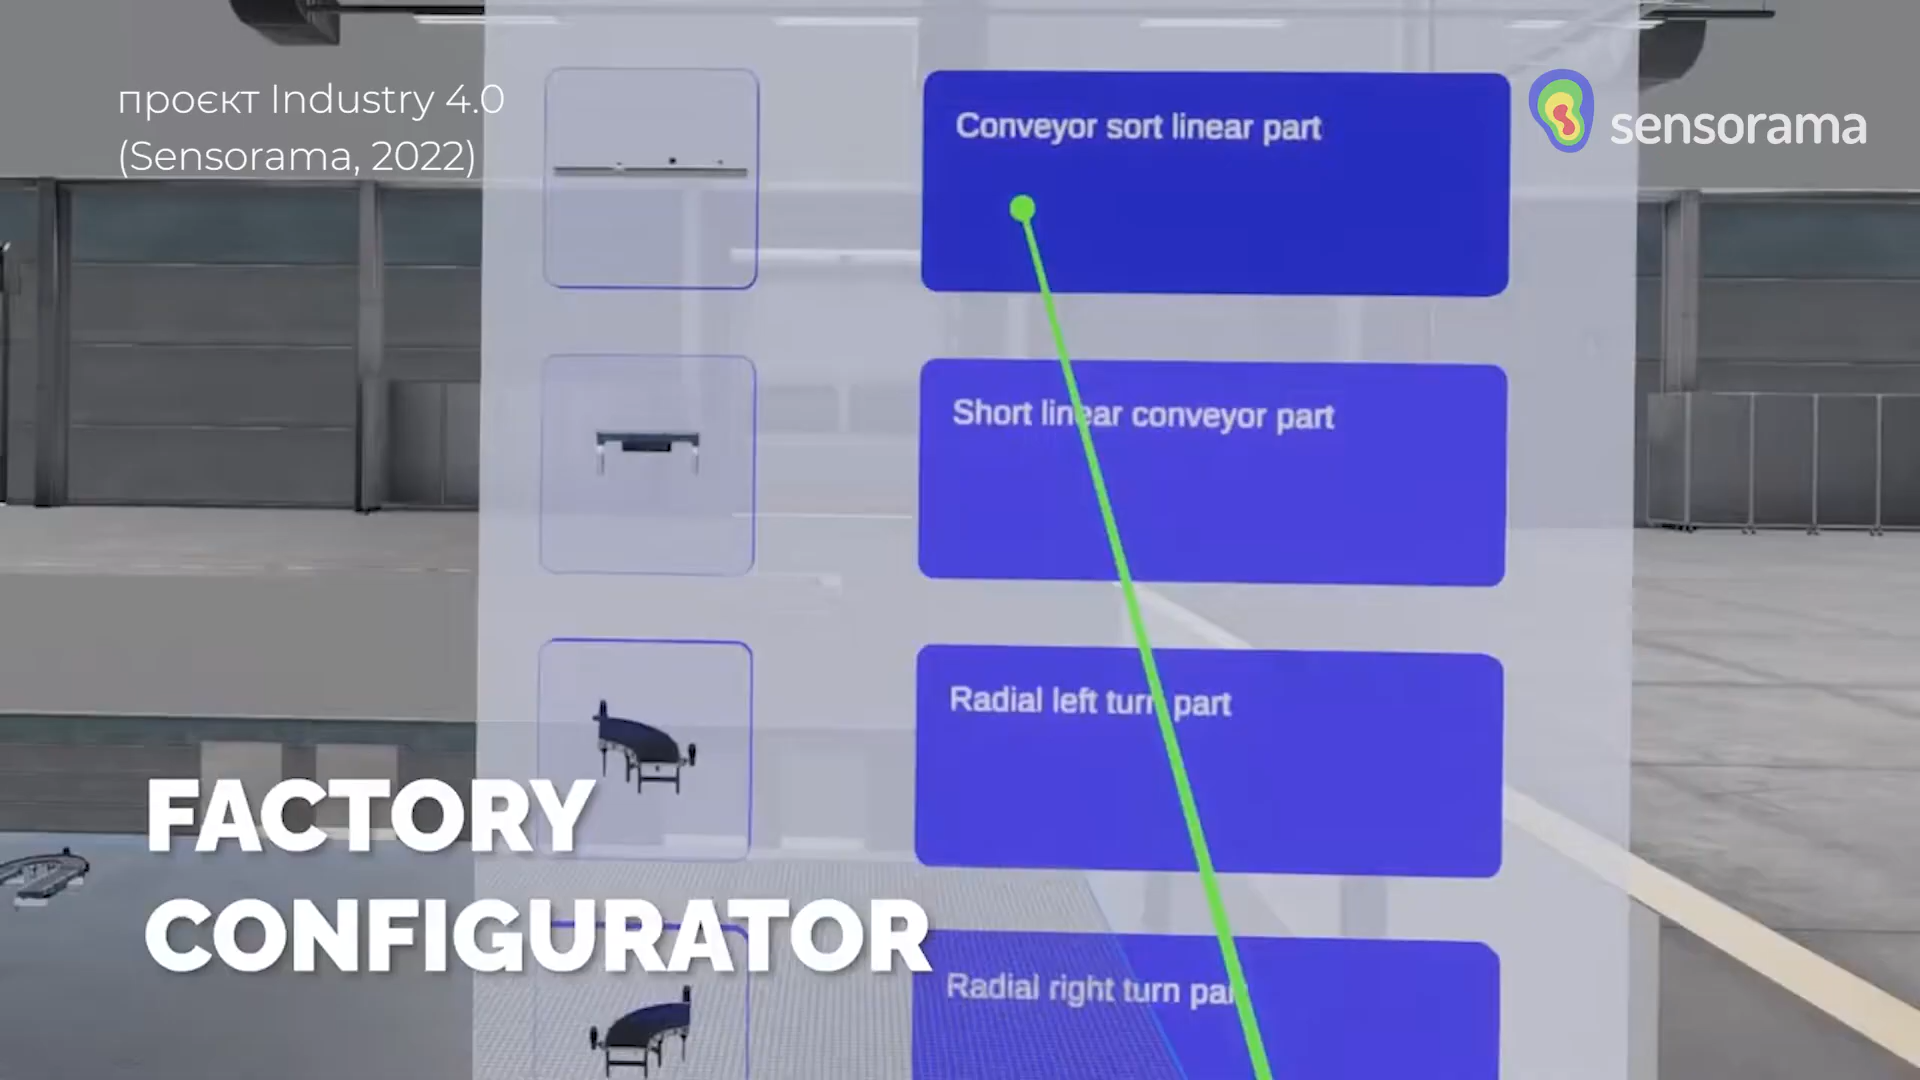 проєкт Industry 4.0
(Sensorama, 2022)
sensorama
Conveyor sort linear part
Short linear conveyor part
Radial left turn part
Radial right turn part
FACTORY
CONFIGURATOR